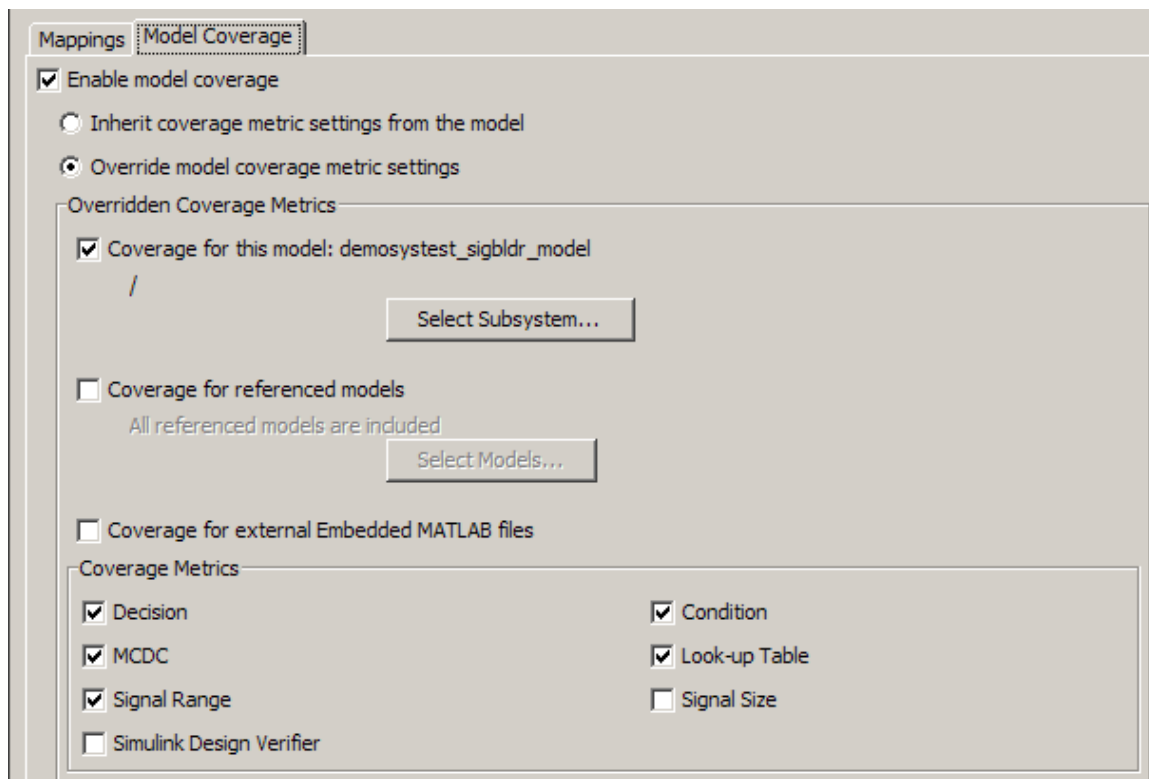 Mappings Model Coverage
Enable model coverage
Inherit coverage metric settings from the model
Override model coverage metric settings
Overridden Coverage Metrics
Coverage for this model: demosystest_sigbldr_model
/
Select Subsystem...
Coverage for referenced models
All referenced models are included
Select Models...
Coverage for external Embedded MATLAB files
Coverage Metrics
Decision Condition
MCDC Look-up Table
Signal Range Signal Size
Simulink Design Verifier